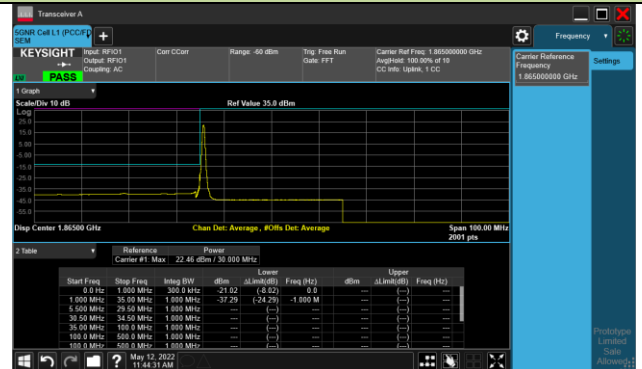 Transceiver A
5GNR Cell L1 (PCC/FD
SEM
Frequency
KEYSIGHT
Input: RFIO1
Output: RFIO1
Coupling: AC
Corr CCorr
Range: -60 dBm
Trig: Free Run
Gate: FFT
Carrier Ref Freq: 1.865000000 GHz
Avg|Hold: 100.00% of 10
CC Info: Uplink, 1 CC
PASS
Carrier Reference
Frequency
1.865000000 GHz
Settings
1 Graph
Scale/Div 10 dB
Ref Value 35.0 dBm
Log
25.0
15.0
5.00
-5.00
-15.0
-25.0
-35.0
-45.0
-55.0
Disp Center 1.86500 GHz
Chan Det: Average , #Offs Det: Average
Span 100.00 MHz
2001 pts
2 Table
Reference Power
Carrier #1: Max 22.46 dBm / 30.000 MHz
Lower Upper
Start Freq Stop Freq Integ BW dBm ΔLimit(dB) Freq (Hz) dBm ΔLimit(dB) Freq (Hz)
0.0 Hz 1.000 MHz 300.0 kHz -21.02 (-8.02) 0.0 --- (---) ---
1.000 MHz 35.00 MHz 1.000 MHz -37.29 (-24.29) -1.000 M --- (---) ---
5.500 MHz 29.50 MHz 1.000 MHz --- (---) --- --- (---) ---
30.50 MHz 34.50 MHz 1.000 MHz --- (---) --- --- (---) ---
35.00 MHz 100.0 MHz 1.000 MHz --- (---) --- --- (---) ---
100.0 MHz 500.0 MHz 1.000 MHz --- (---) --- --- (---) ---
100.0 MHz 500.0 MHz 1.000 MHz --- (---) --- --- (---) ---
Prototype
Limited
Sale
Allowed
? May 12, 2022
11:44:31 AM